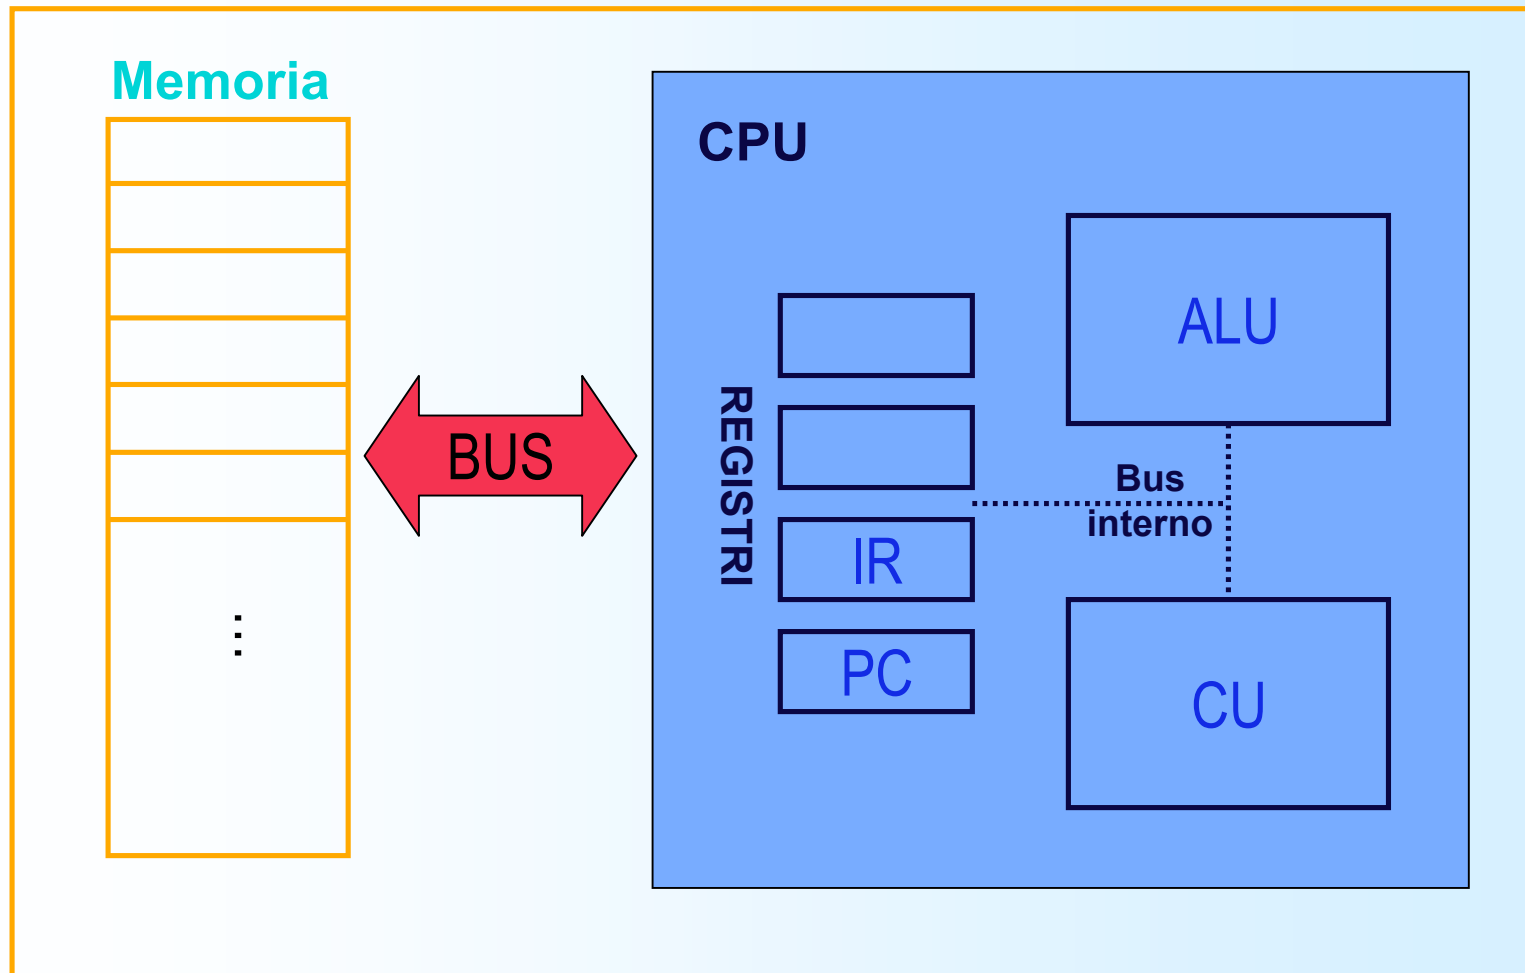 Memoria
⋮
BUS
CPU
REGISTRI
IR
PC
ALU
Bus
interno
CU